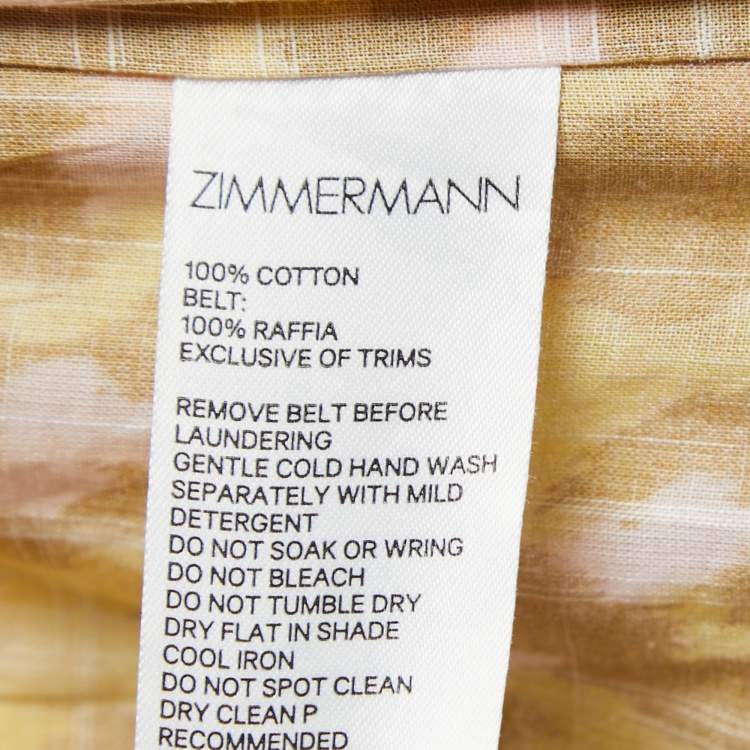 ZIMMERMANN
100% COTTON
BELT:
100% RAFFIA
EXCLUSIVE OF TRIMS
REMOVE BELT BEFORE
LAUNDERING
GENTLE COLD HAND WASH
SEPARATELY WITH MILD
DETERGENT
DO NOT SOAK OR WRING
DO NOT BLEACH
DO NOT TUMBLE DRY
DRY FLAT IN SHADE
COOL IRON
DO NOT SPOT CLEAN
DRY CLEAN P
RECOMMENDED